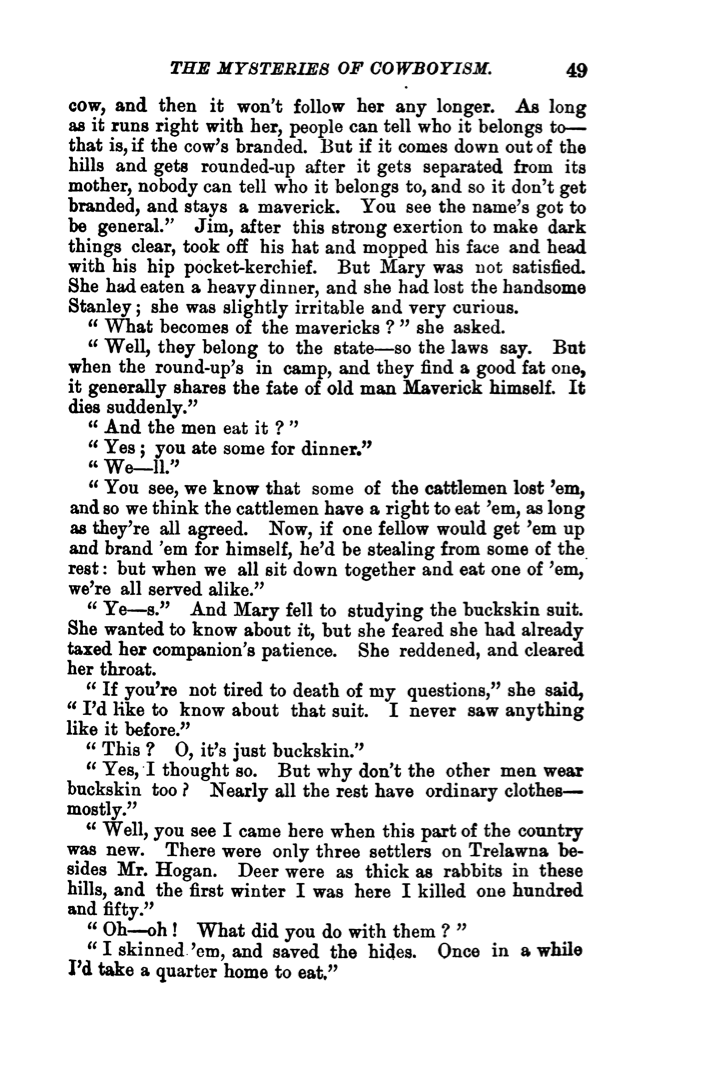 THE MYSTERIES OF COWBOYISM. 49
cow, and then it won't follow her any longer. As long
as it runs right with her, people can tell who it belongs to—
that is, if the cow's branded. But if it comes down out of the
hills and gets rounded-up after it gets separated from its
mother, nobody can tell who it belongs to, and so it don't get
branded, and stays a maverick. You see the name's got to
be general." Jim, after this strong exertion to make dark
things clear, took off his hat and mopped his face and head
with his hip pocket-kerchief. But Mary was not satisfied.
She had eaten a heavy dinner, and she had lost the handsome
Stanley; she was slightly irritable and very curious.
"What becomes of the mavericks?" she asked.
"Well, they belong to the state—so the laws say. But
when the round-up's in camp, and they find a good fat one,
it generally shares the fate of old man Maverick himself. It
dies suddenly."
"And the men eat it?"
"Yes; you ate some for dinner."
"We—ll."
"You see, we know that some of the cattlemen lost 'em,
and so we think the cattlemen have a right to eat 'em, as long
as they're all agreed. Now, if one fellow would get 'em up
and brand 'em for himself, he'd be stealing from some of the
rest: but when we all sit down together and eat one of 'em,
we're all served alike."
"Ye—s." And Mary fell to studying the buckskin suit.
She wanted to know about it, but she feared she had already
taxed her companion's patience. She reddened, and cleared
her throat.
"If you're not tired to death of my questions," she said,
"I'd like to know about that suit. I never saw anything
like it before."
"This? O, it's just buckskin."
"Yes, I thought so. But why don't the other men wear
buckskin too? Nearly all the rest have ordinary clothes—
mostly."
"Well, you see I came here when this part of the country
was new. There were only three settlers on Trelawna be-
sides Mr. Hogan. Deer were as thick as rabbits in these
hills, and the first winter I was here I killed one hundred
and fifty."
"Oh—oh! What did you do with them?"
"I skinned 'em, and saved the hides. Once in a while
I'd take a quarter home to eat."